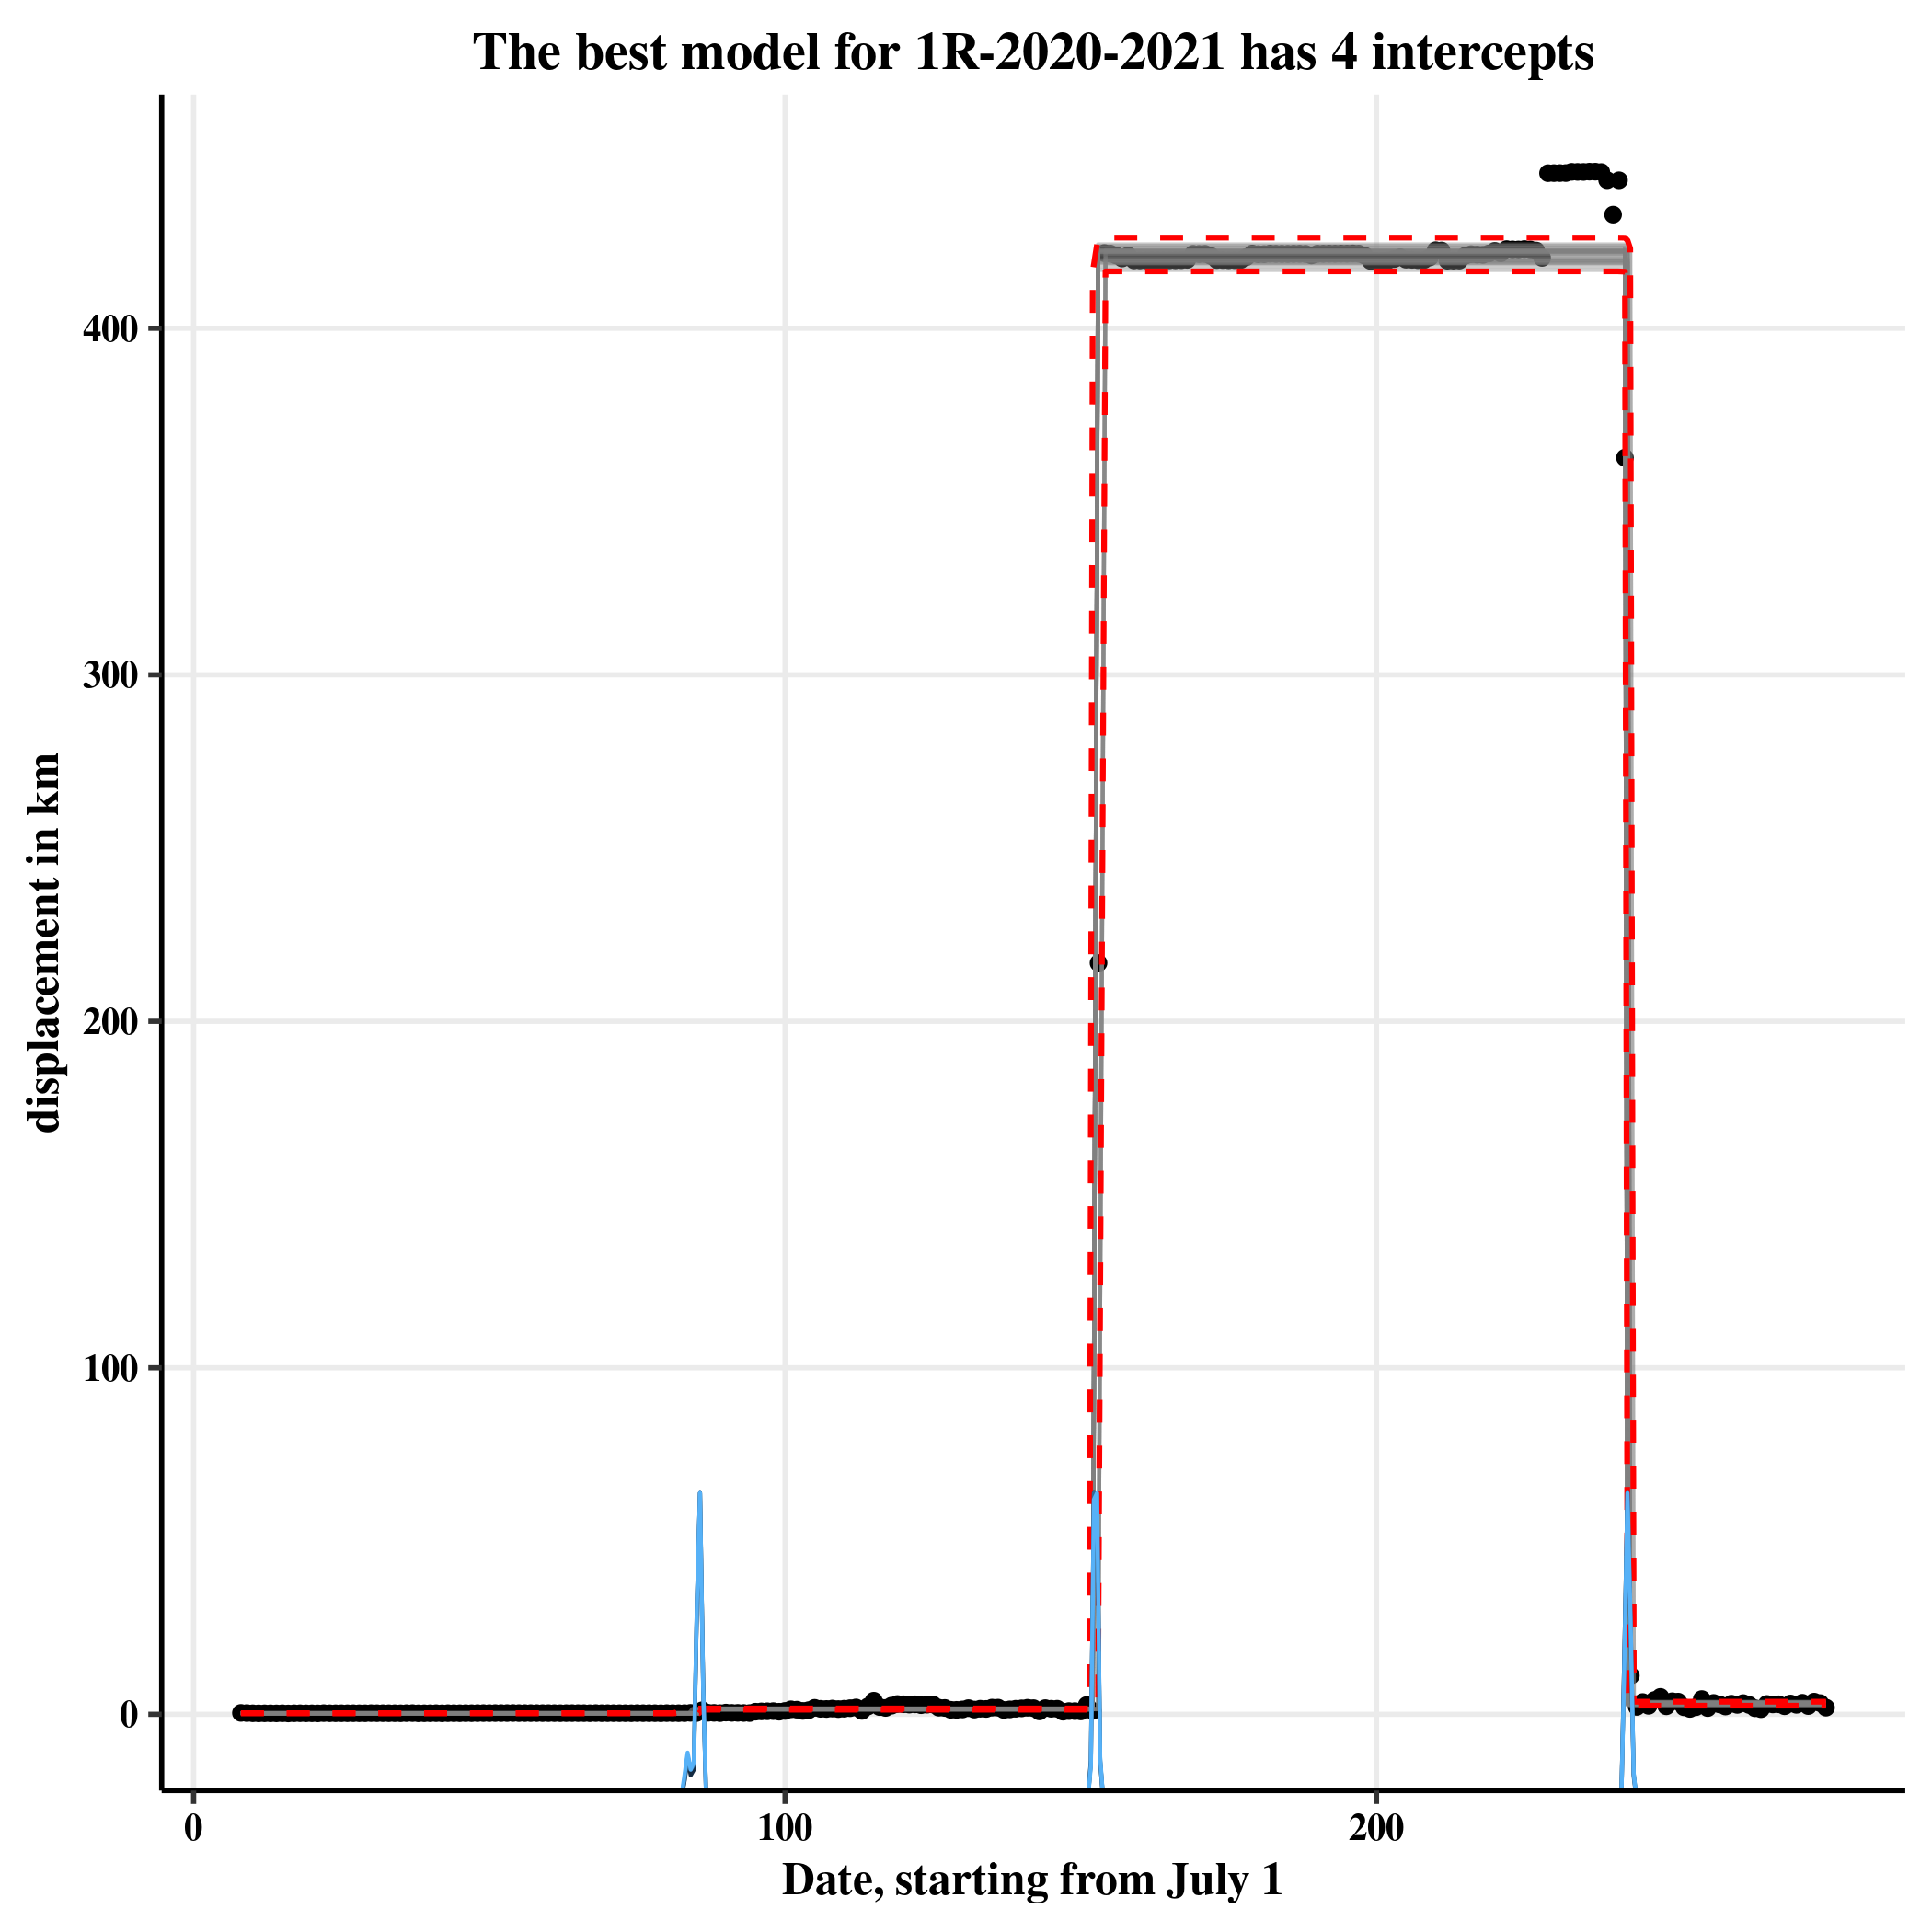 The best model for 1R-2020-2021 has 4 intercepts
displacement in km
400
300
200
100
0
0 100 200
Date, starting from July 1